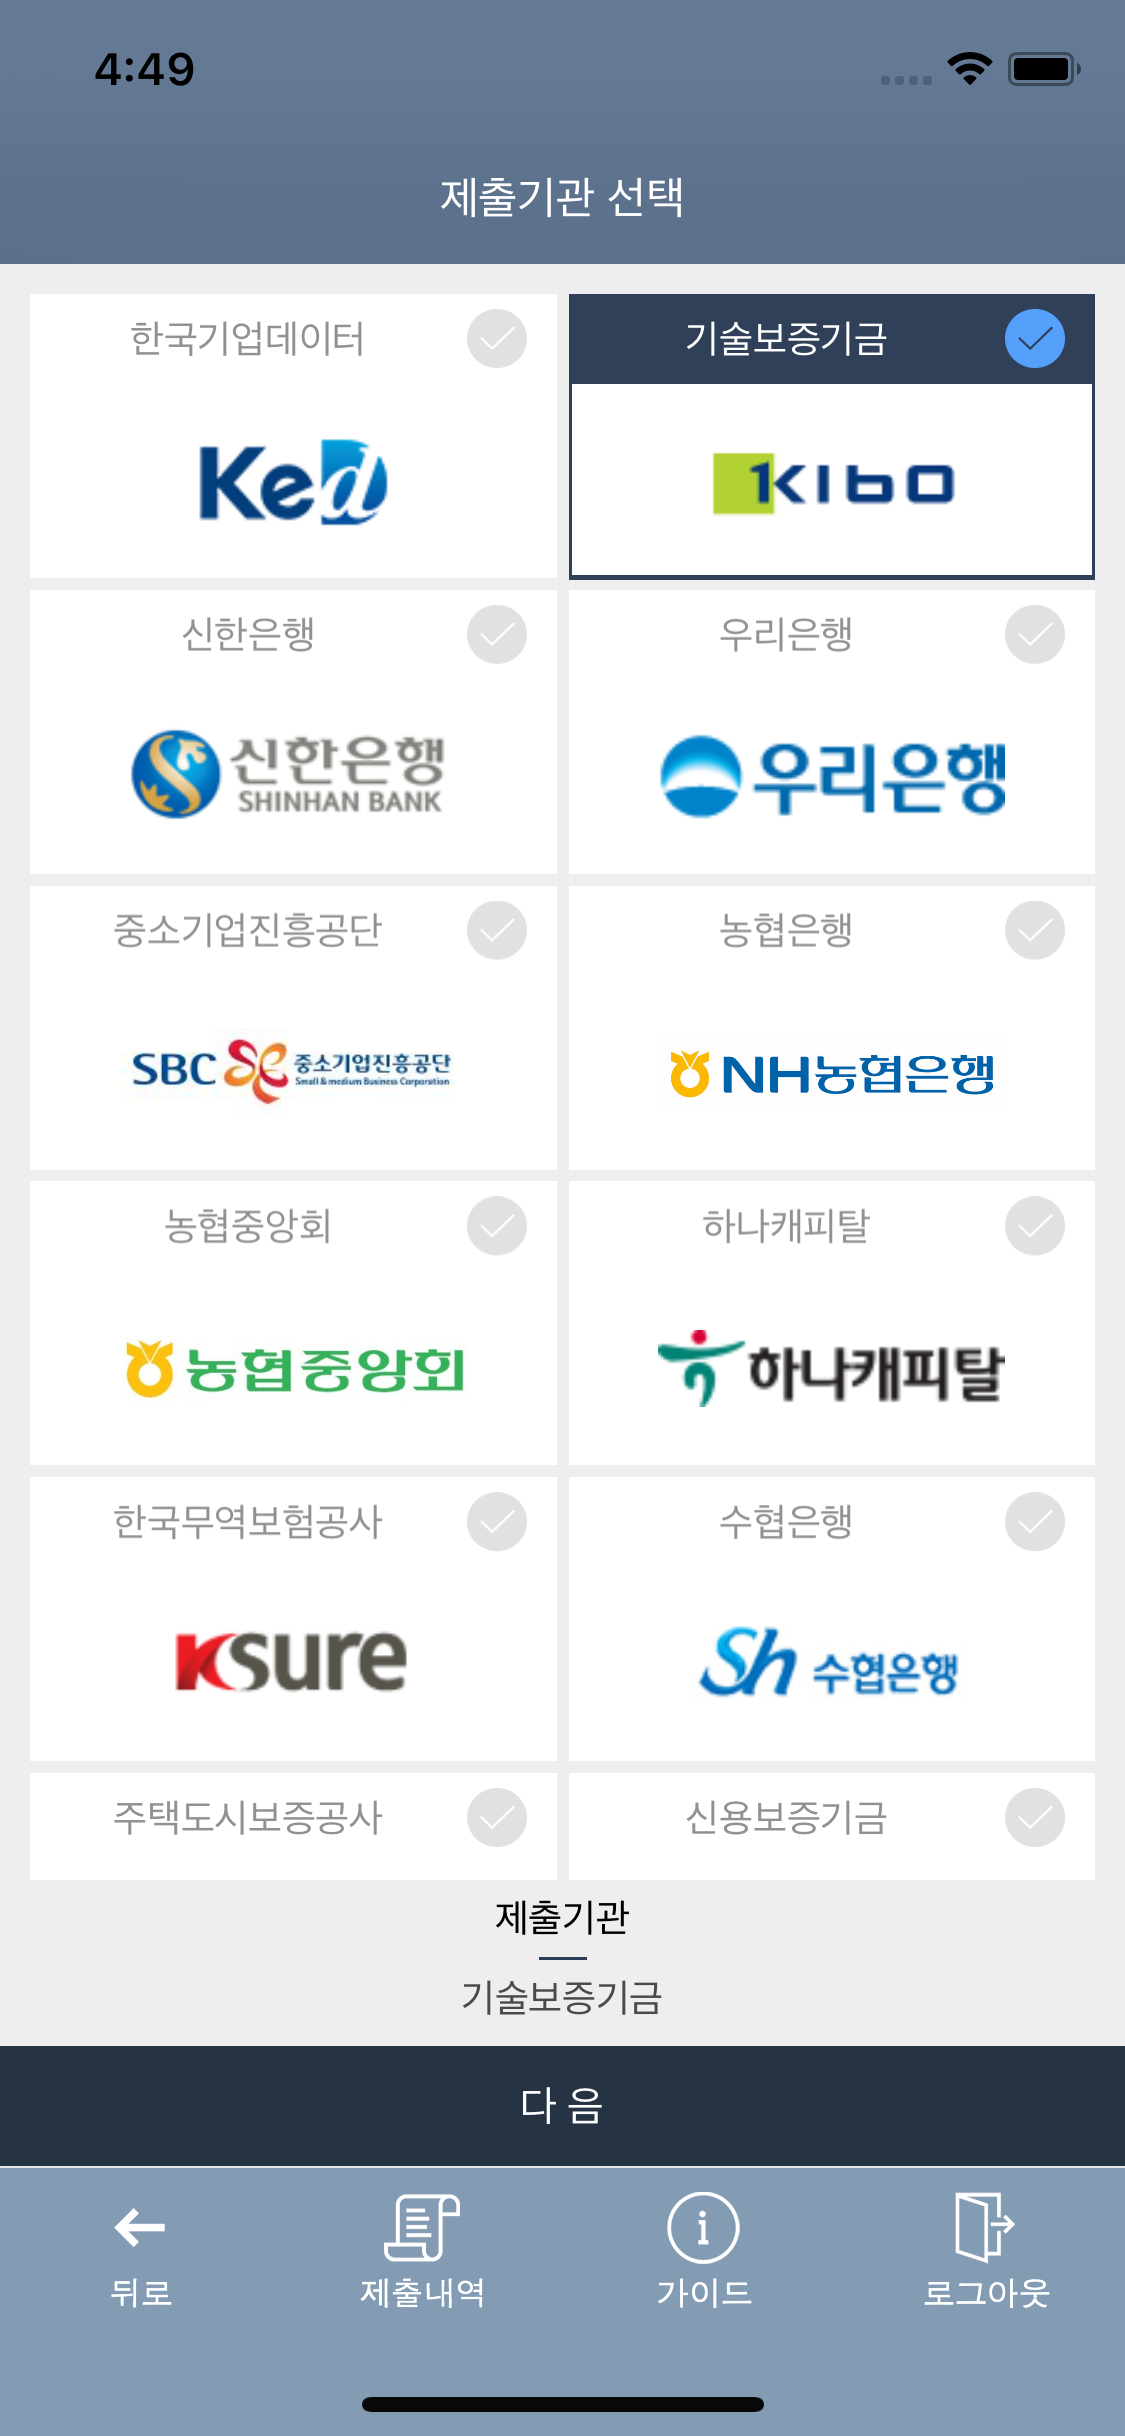 4:49
제출기관 선택
한국기업데이터
기술보증기금
Ked
KIBO
신한은행
우리은행
신한은행
SHINHAN BANK
우리은행
중소기업진흥공단
농협은행
SBC 중소기업진흥공단
Small & medium Business Corporation
NH농협은행
농협중앙회
하나캐피탈
농협중앙회
하나캐피탈
한국무역보험공사
수협은행
Ksure
Sh 수협은행
주택도시보증공사
신용보증기금
제출기관
기술보증기금
다 음
뒤로
제출내역
가이드
로그아웃